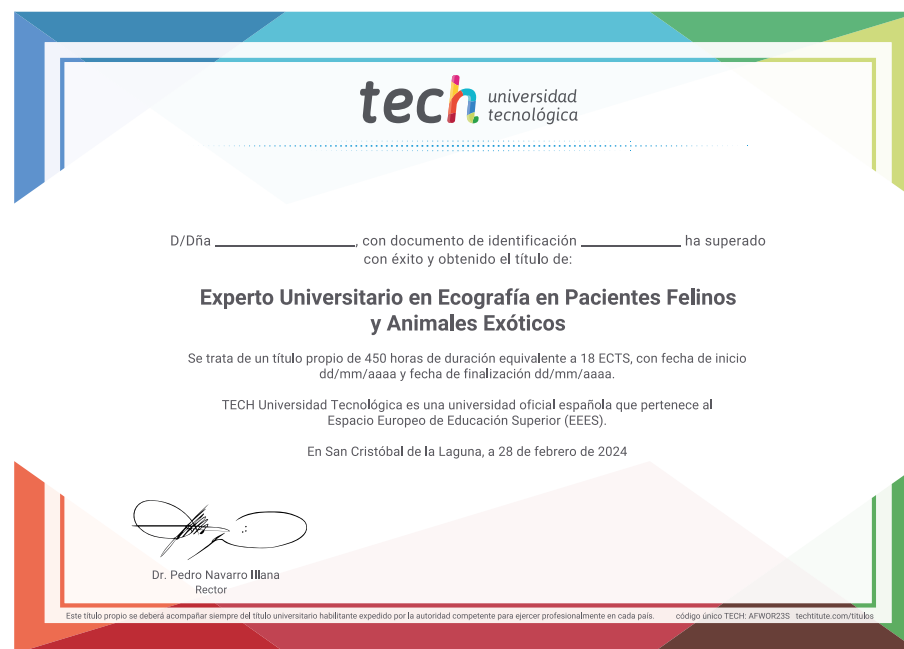 tech universidad
tecnológica
D/Dña ______________, con documento de identificación __________ ha superado
con éxito y obtenido el título de:
Experto Universitario en Ecografía en Pacientes Felinos
y Animales Exóticos
Se trata de un título propio de 450 horas de duración equivalente a 18 ECTS, con fecha de inicio
dd/mm/aaaa y fecha de finalización dd/mm/aaaa.
TECH Universidad Tecnológica es una universidad oficial española que pertenece al
Espacio Europeo de Educación Superior (EEES).
En San Cristóbal de la Laguna, a 28 de febrero de 2024
Dr. Pedro Navarro Illana
Rector
Este título propio se deberá acompañar siempre del título universitario habilitante expedido por la autoridad competente para ejercer profesionalmente en cada país. código único TECH: AFWOR23S techtitute.com/titulos